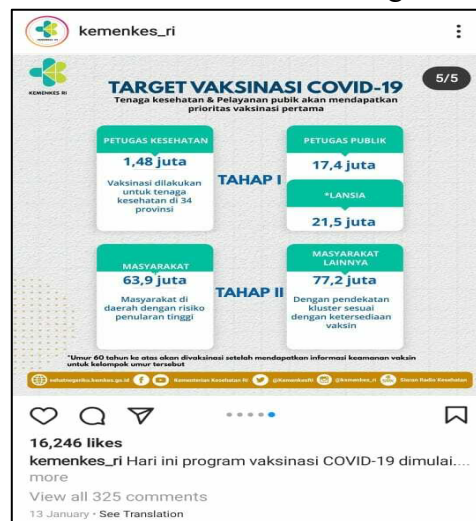 kemenkes_ri
KEMENKES RI
5/5
TARGET VAKSINASI COVID-19
Tenaga kesehatan & Pelayanan pubik akan mendapatkan
prioritas vaksinasi pertama
PETUGAS KESEHATAN
1,48 juta
Vaksinasi dilakukan
untuk tenaga
kesehatan di 34
provinsi
TAHAP I
PETUGAS PUBLIK
17,4 juta
*LANSIA
21,5 juta
MASYARAKAT
63,9 juta
Masyarakat di
daerah dengan risiko
penularan tinggi
TAHAP II
MASYARAKAT
LAINNYA
77,2 juta
Dengan pendekatan
kluster sesuai
dengan ketersediaan
vaksin
*Umur 60 tahun ke atas akan divaksinasi setelah mendapatkan informasi keamanan vaksin
untuk kelompok umur tersebut
sehatnegeriku.kemkes.go.id Kementerian Kesehatan RI @KemenkesRI @kemenkes_ri Siaran Radio Kesehatan
16,246 likes
kemenkes_ri Hari ini program vaksinasi COVID-19 dimulai....
more
View all 325 comments
13 January • See Translation